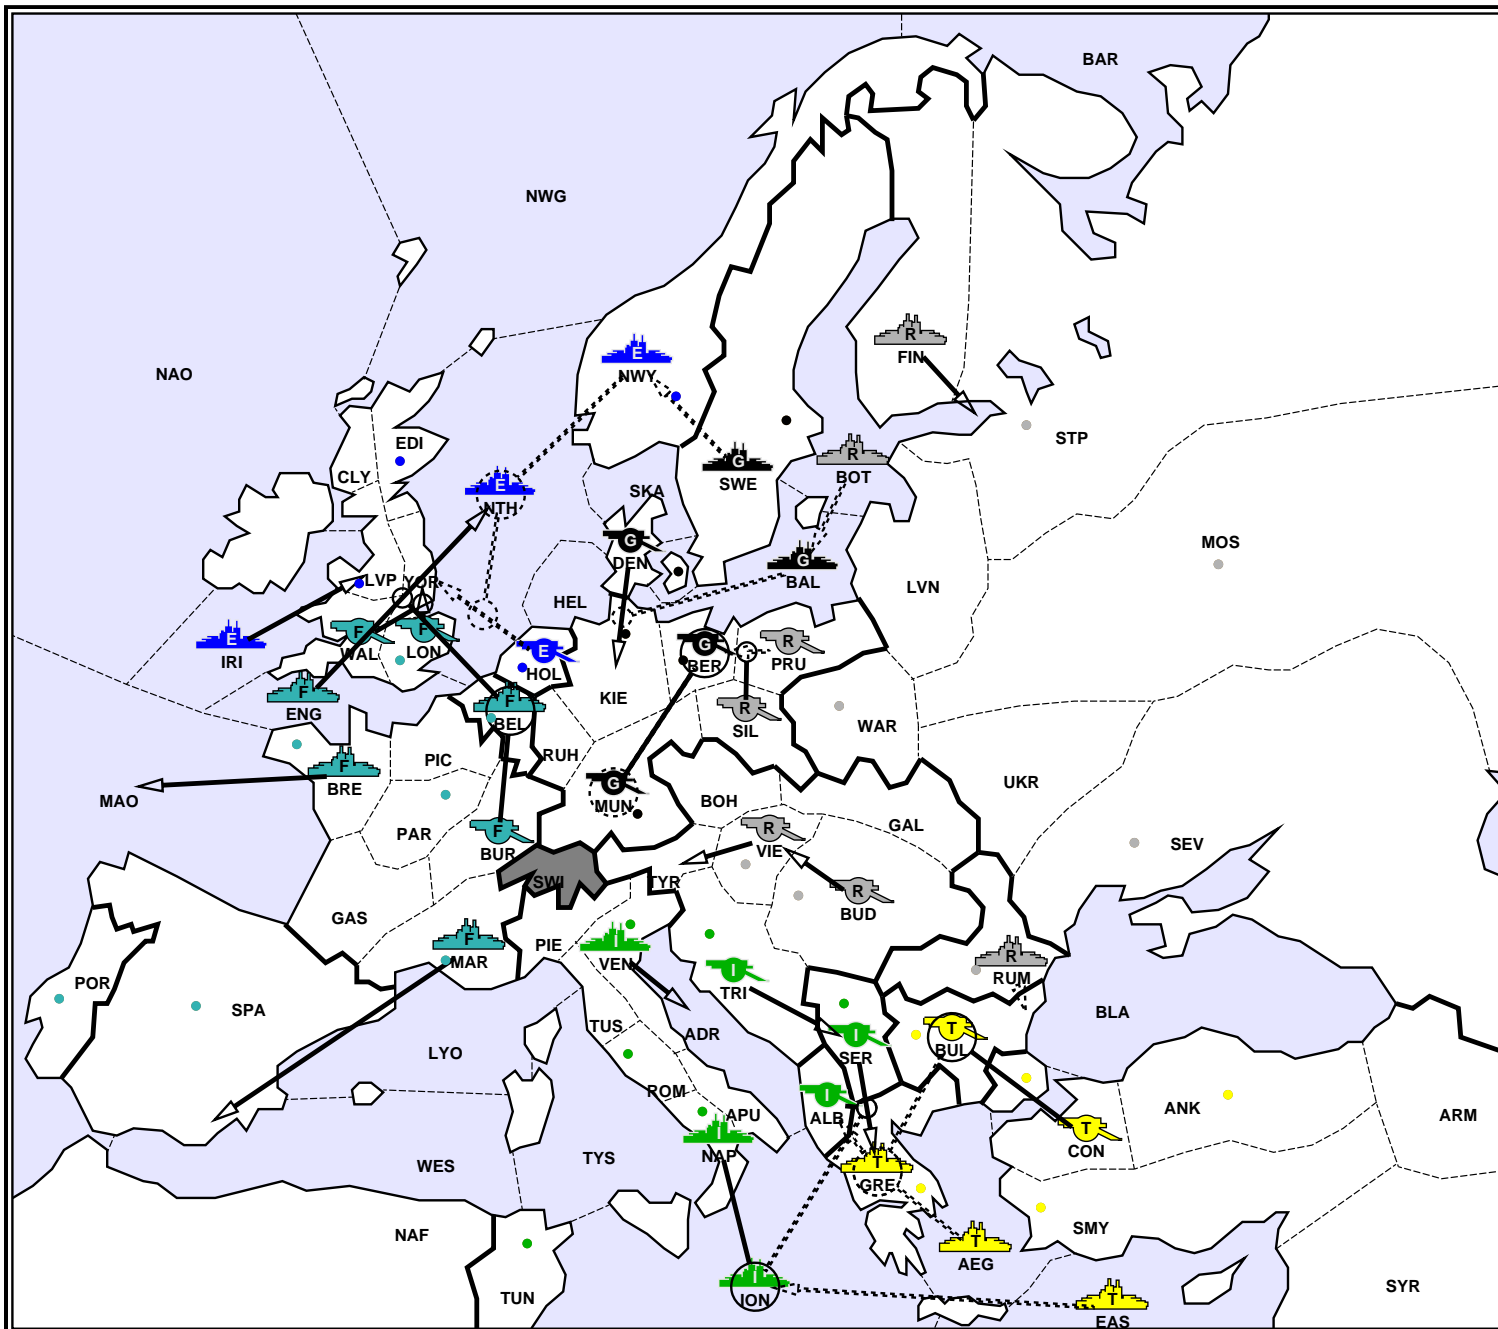 BAR
NWG
NAO
R
FIN
E
NWY
STP
EDI
CLY
G
SWE
R
BOT
SKA
E
NTH
MOS
G
DEN
G
BAL
LVN
LVP
YOR
A
HEL
E
IRI
F
WAL
F
LON
E
HOL
G
BER
R
PRU
KIE
F
ENG
F
BEL
R
SIL
WAR
PIC
RUH
F
BRE
G
MUN
BOH
UKR
MAO
PAR
F
BUR
R
VIE
GAL
SEV
SWI
TYR
R
BUD
GAS
F
MAR
PIE
I
VEN
R
RUM
POR
SPA
I
TRI
BLA
TUS
ADR
I
SER
T
BUL
LYO
ROM
APU
I
ALB
ANK
ARM
I
NAP
T
CON
WES
TYS
T
GRE
SMY
NAF
T
AEG
I
ION
T
EAS
TUN
SYR